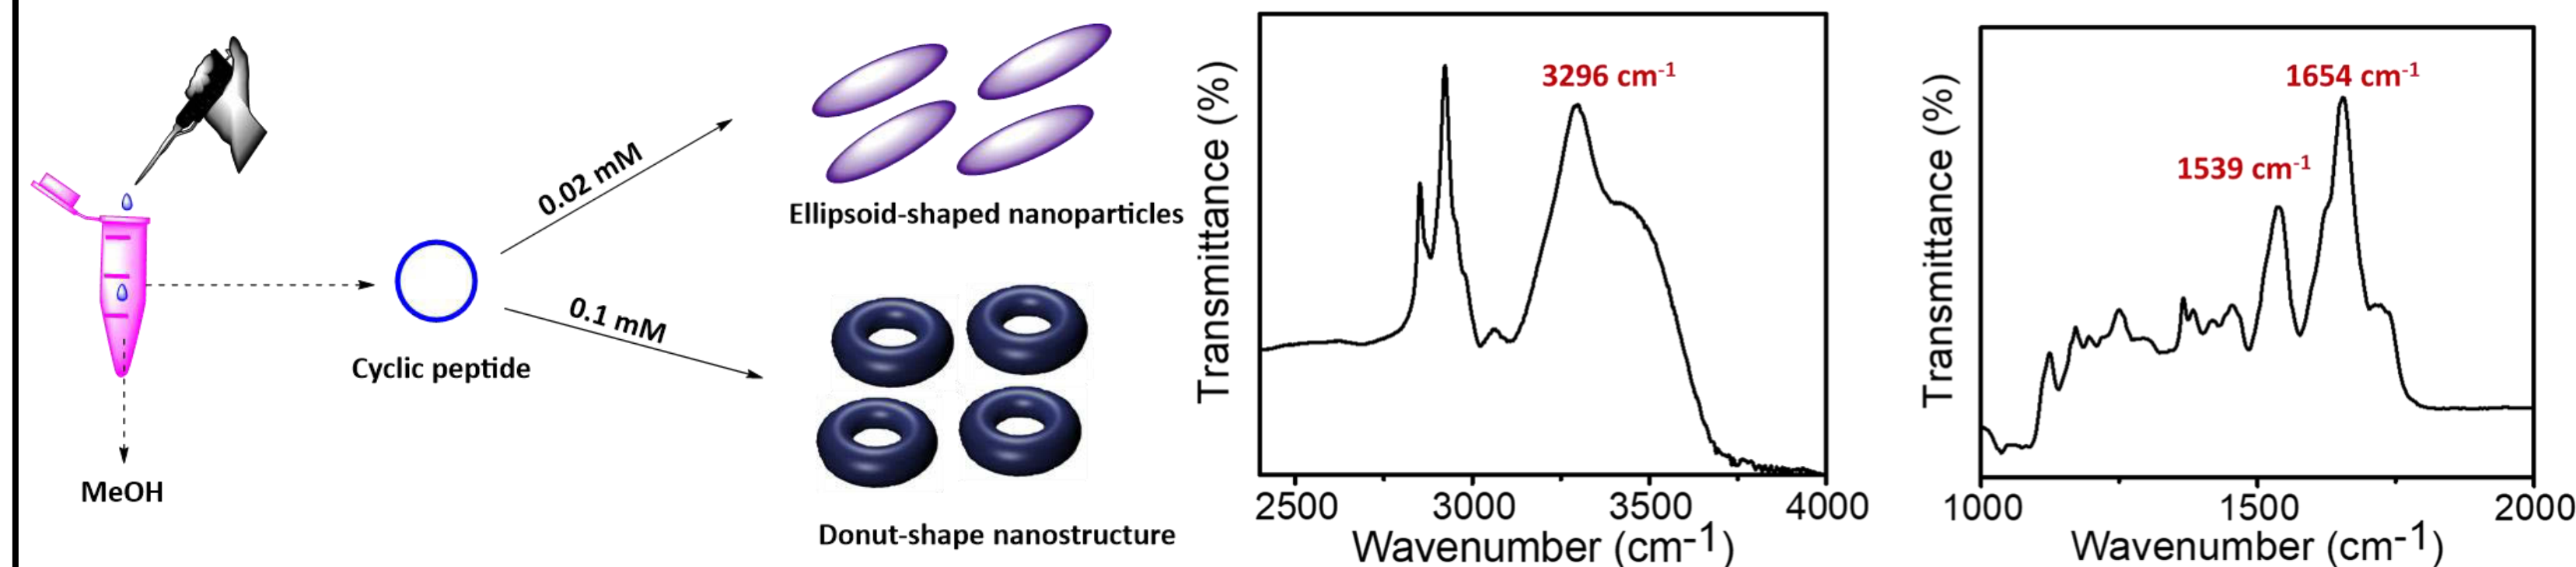 0.02 mM
Ellipsoid-shaped nanoparticles
Cyclic peptide
0.1 mM
MeOH
Donut-shape nanostructure
Transmittance (%)
3296 cm⁻¹
2500 3000 3500 4000
Wavenumber (cm⁻¹)
Transmittance (%)
1654 cm⁻¹
1539 cm⁻¹
1000 1500 2000
Wavenumber (cm⁻¹)